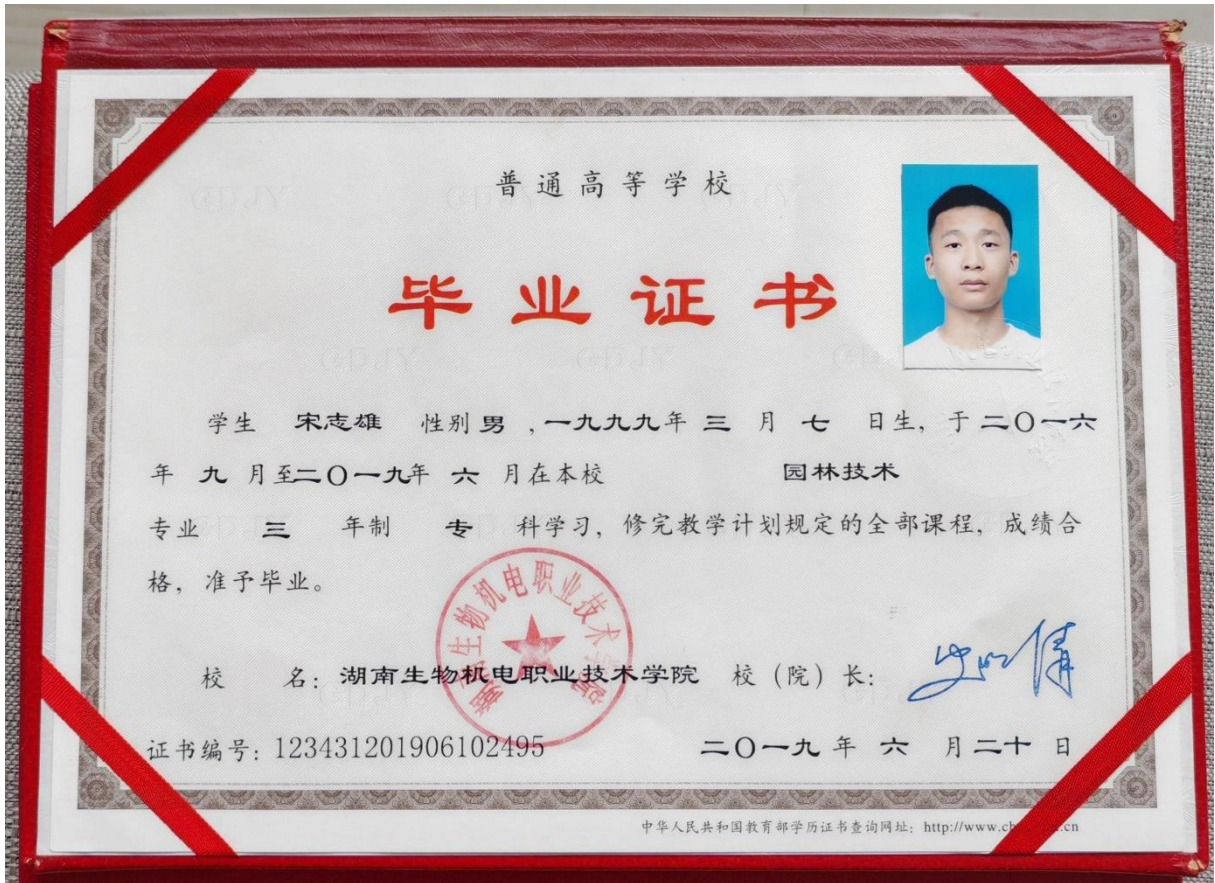 普通高等学校
毕业证书
学生 宋志雄 性别 男 ,一九九九年 三 月 七 日生，于 二〇一六
年 九 月至二〇一九年 六 月在本校 园林技术
专业 三 年制 专 科学习，修完教学计划规定的全部课程，成绩合
格，准予毕业。
湖南生物机电职业技术学院
校 名：湖南生物机电职业技术学院 校（院）长：
证书编号：123431201906102495 二〇一九 年 六 月 二十 日
中华人民共和国教育部学历证书查询网址：http://www.ch